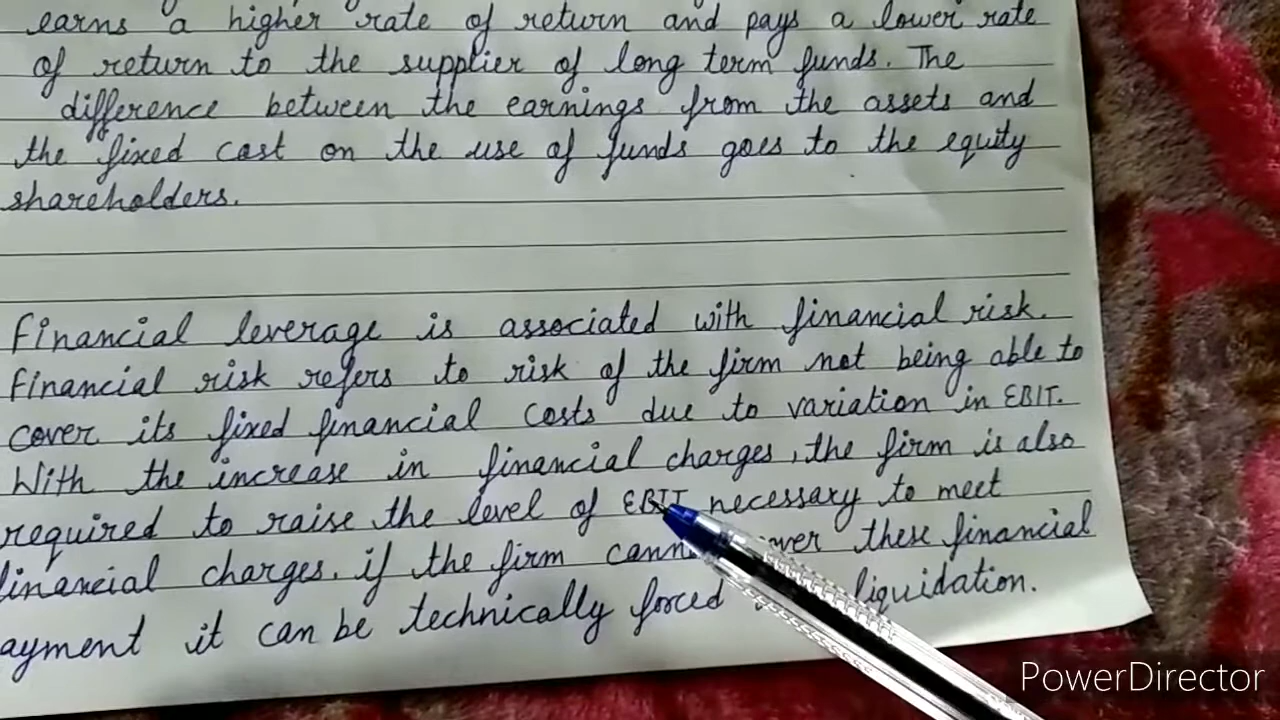 earns a higher rate of return and pays a lower rate
of return to the supplier of long term funds. The
difference between the earnings from the assets and
the fixed cost on the use of funds goes to the equity
shareholders.
Financial leverage is associated with financial risk.
Financial risk refers to risk of the firm not being able to
cover its fixed financial costs due to variation in EBIT.
With the increase in financial charges, the firm is also
required to raise the level of EBIT necessary to meet
financial charges. if the firm these financial
ayment it can be technically forced liquidation.
PowerDirector